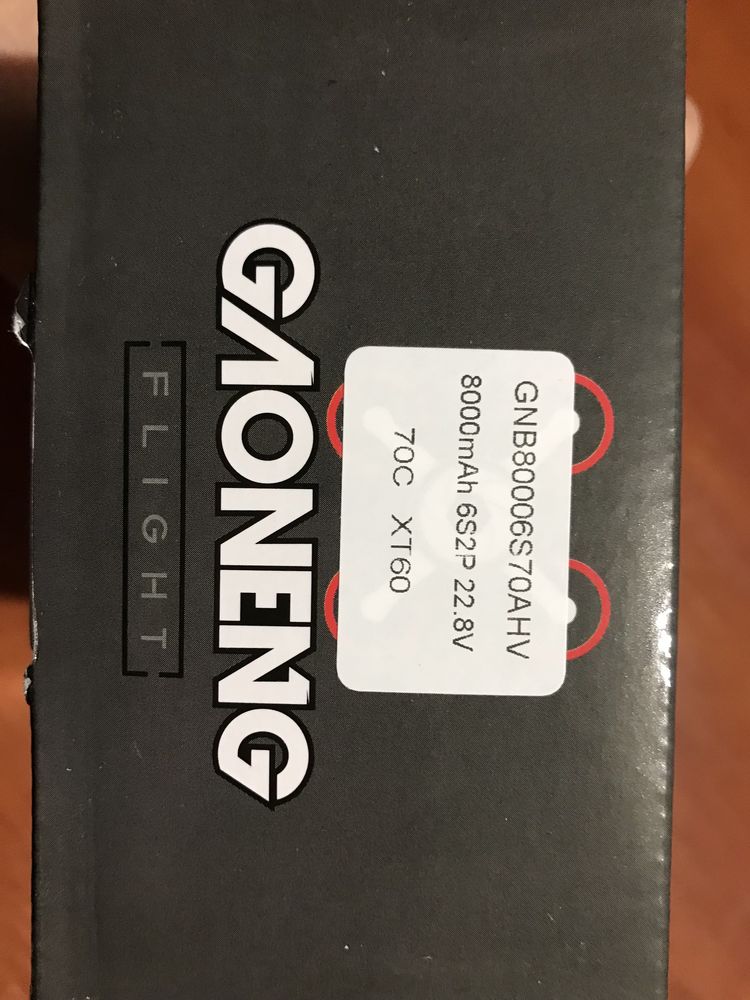 GNB80006S70AHV
8000mAh 6S2P 22.8V
70C XT60
GAONENG
FLIGHT